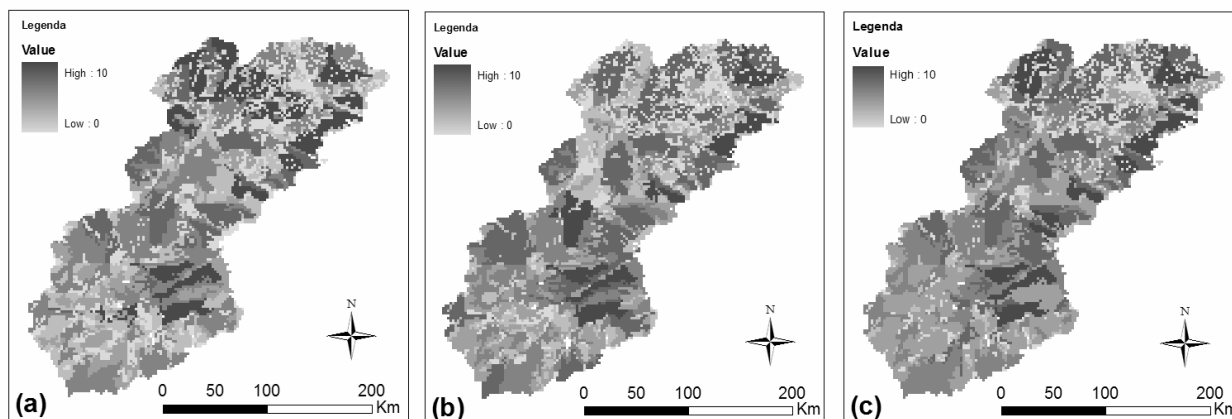 Legenda
Value
High : 10
Low : 0
N
0 50 100 200
Km
(a)
Legenda
Value
High : 10
Low : 0
N
0 50 100 200
Km
(b)
Legenda
Value
High : 10
Low : 0
N
0 50 100 200
Km
(c)